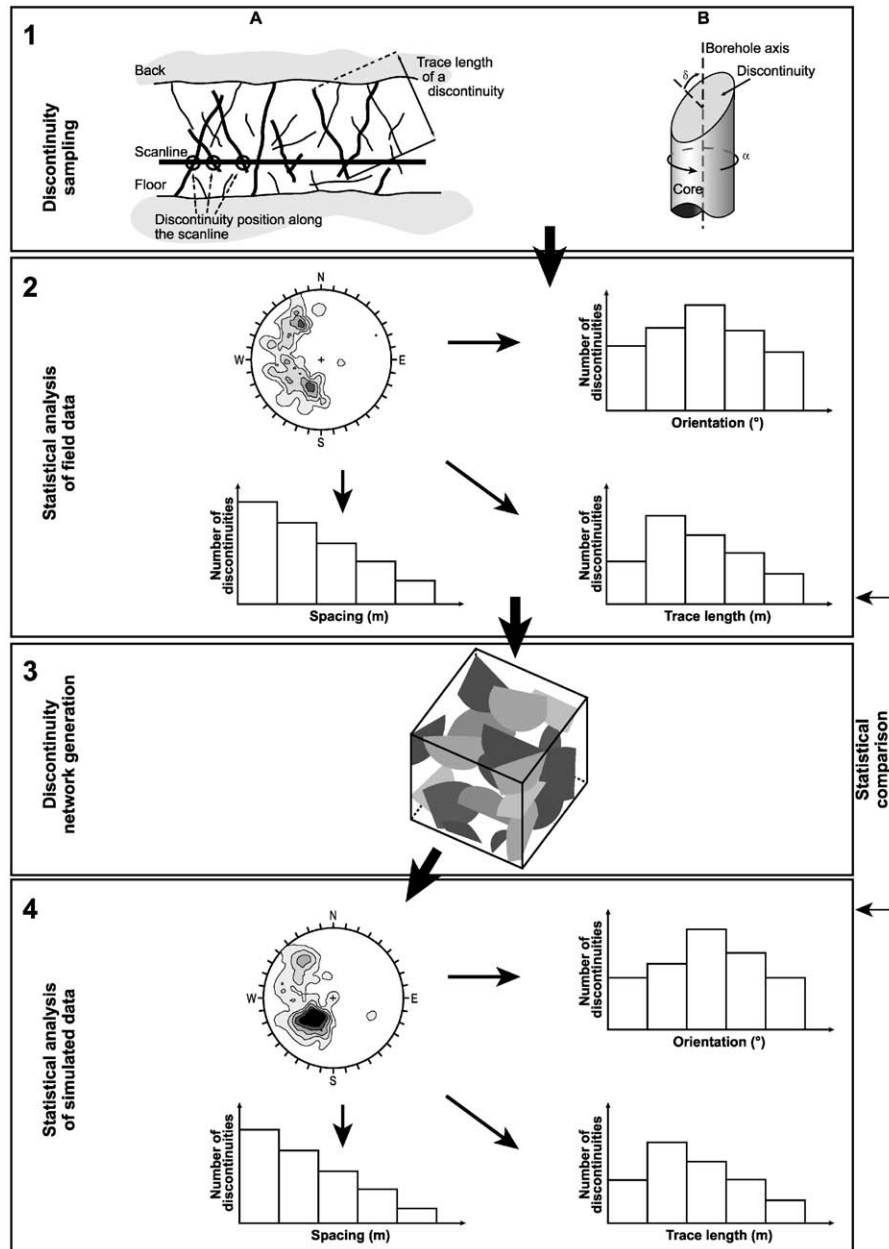 A
B
1
Discontinuity
sampling
Back
Trace length
of a
discontinuity
Scanline
Floor
Discontinuity position along
the scanline
Borehole axis
δ
Discontinuity
α
Core
2
Statistical analysis
of field data
N
W
E
S
Number of
discontinuities
Orientation (°)
Number of
discontinuities
Spacing (m)
Number of
discontinuities
Trace length (m)
3
Discontinuity
network generation
Statistical
comparison
4
Statistical analysis
of simulated data
N
W
E
S
Number of
discontinuities
Orientation (°)
Number of
discontinuities
Spacing (m)
Number of
discontinuities
Trace length (m)